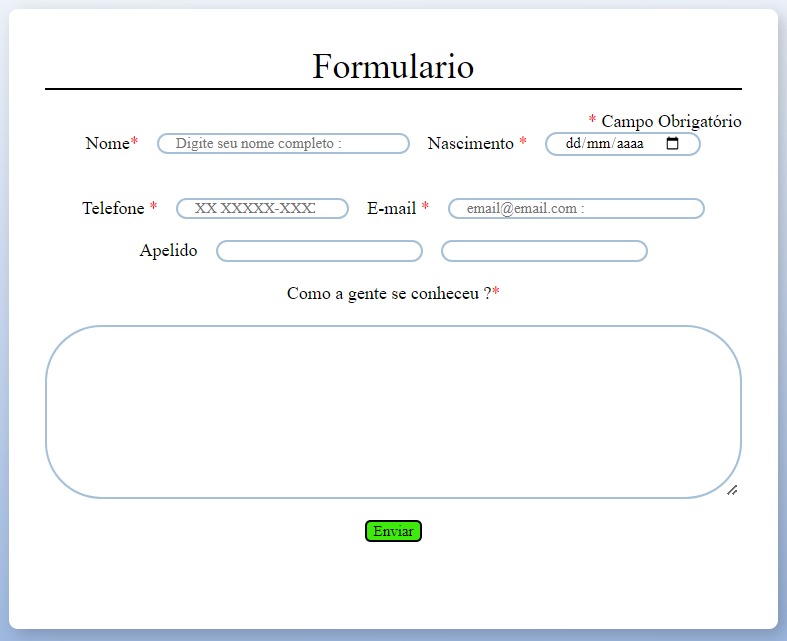 Formulario
* Campo Obrigatório
Nome* Digite seu nome completo : Nascimento * dd/mm/aaaa
Telefone * XX XXXXX-XXX E-mail * email@email.com :
Apelido
Como a gente se conheceu ?*
Enviar